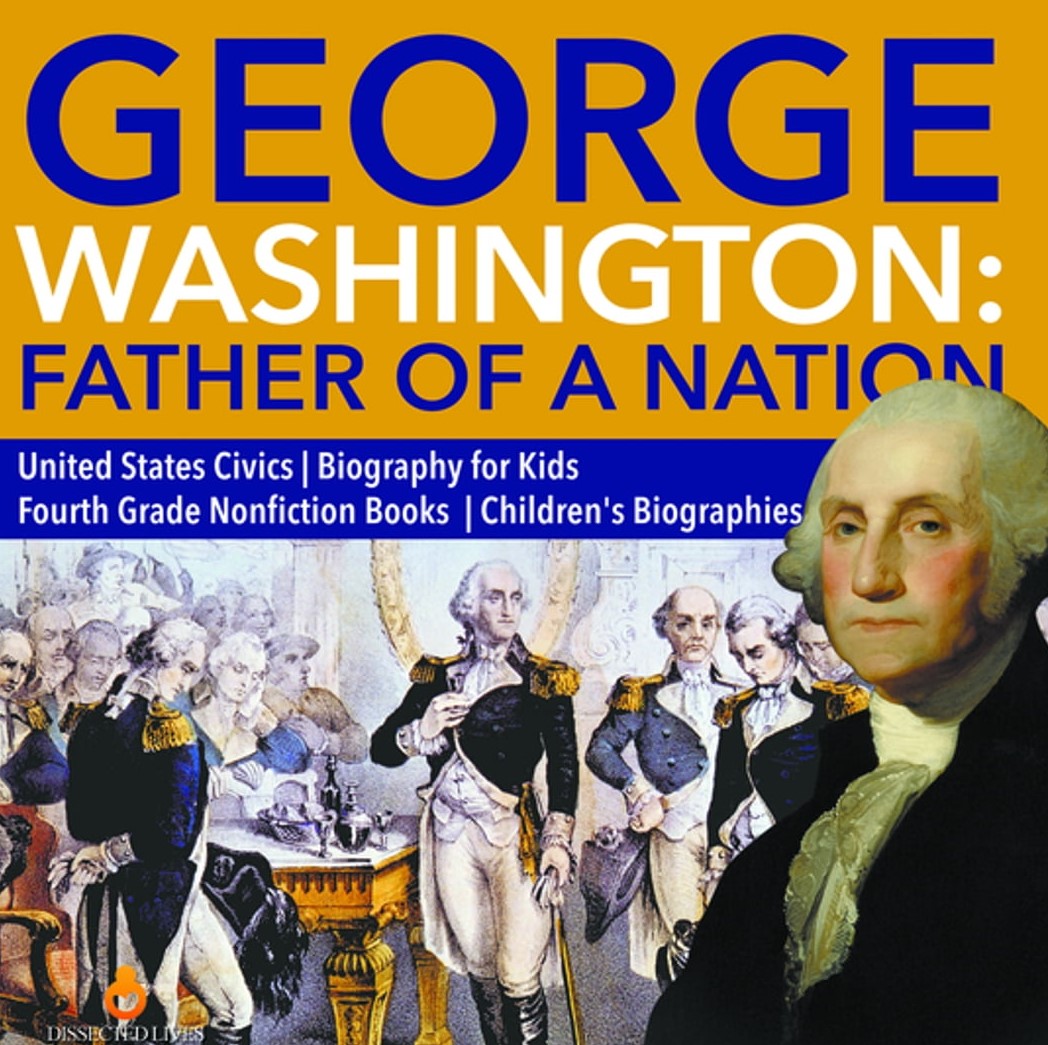 GEORGE
WASHINGTON:
FATHER OF A NATION
United States Civics | Biography for Kids
Fourth Grade Nonfiction Books | Children's Biographies
DISSECTED LIVES